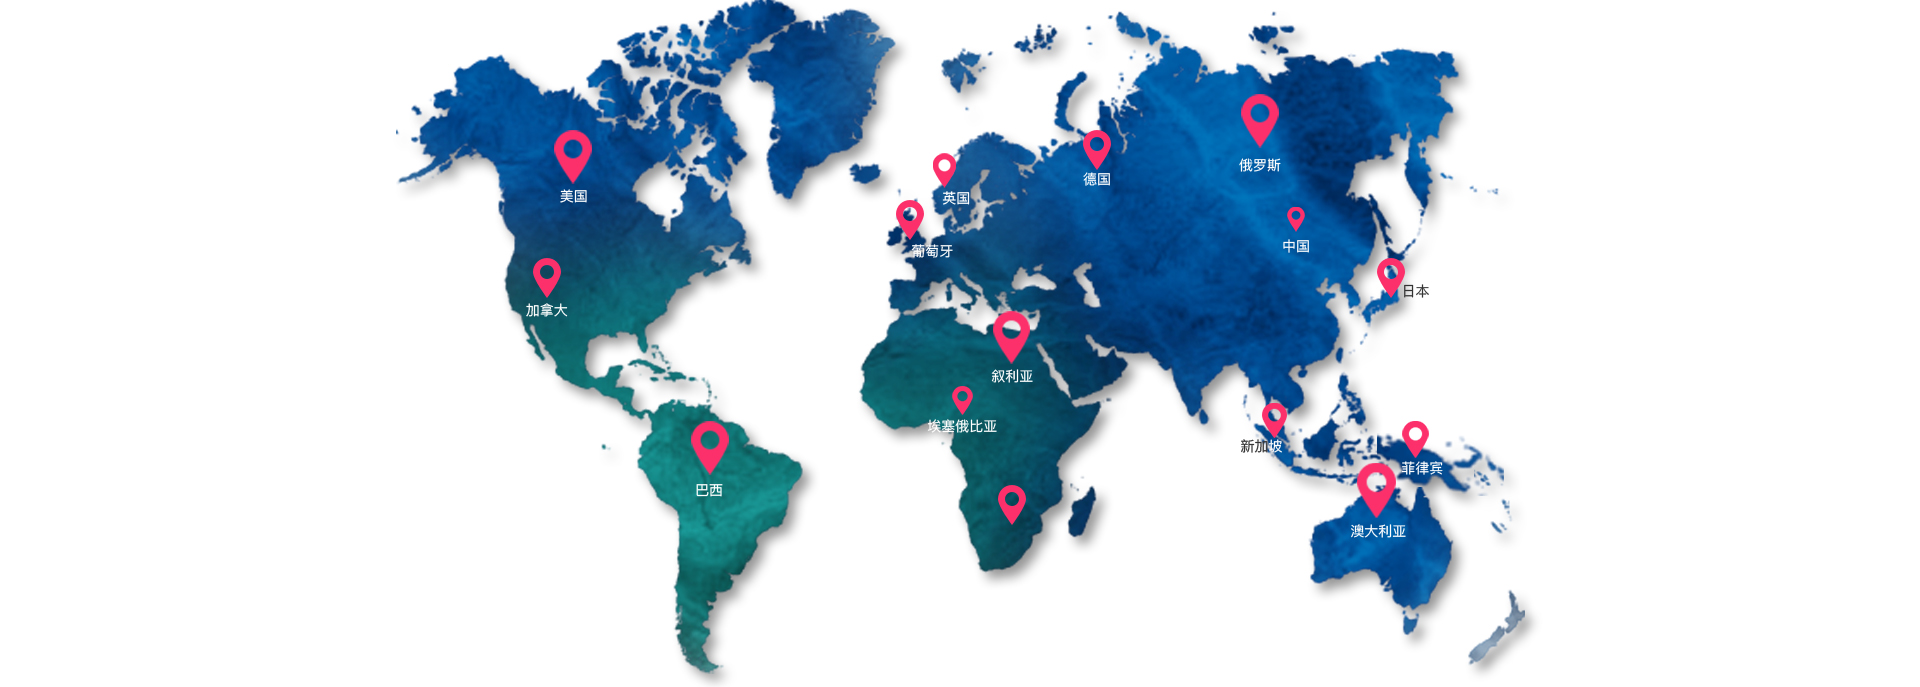 美国
德国
俄罗斯
英国
葡萄牙
中国
日本
加拿大
叙利亚
埃塞俄比亚
新加坡
菲律宾
巴西
澳大利亚